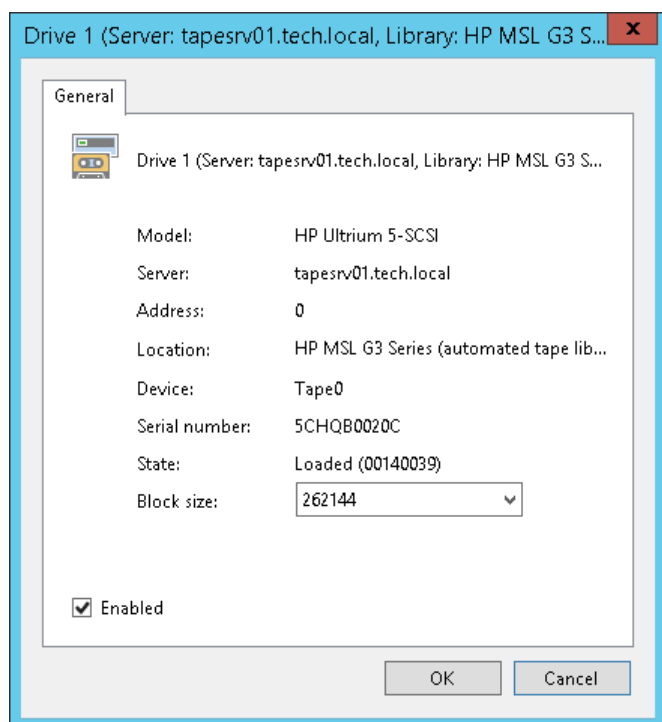 Drive 1 (Server: tapesrv01.tech.local, Library: HP MSL G3 S...
x
General
Drive 1 (Server: tapesrv01.tech.local, Library: HP MSL G3 S...
Model: HP Ultrium 5-SCSI
Server: tapesrv01.tech.local
Address: 0
Location: HP MSL G3 Series (automated tape lib...
Device: Tape0
Serial number: 5CHQB0020C
State: Loaded (00140039)
Block size: 262144
Enabled
OK Cancel